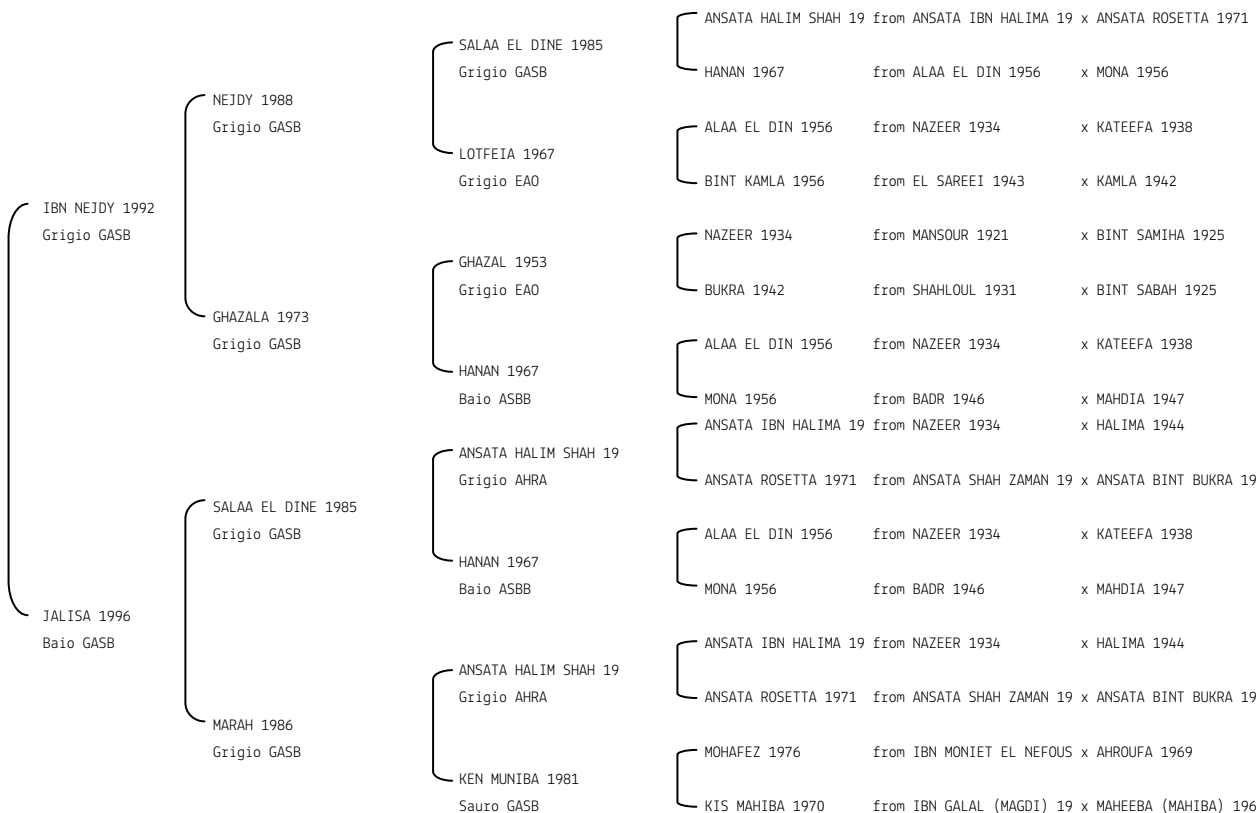 ANSATA HALIM SHAH 19 from ANSATA IBN HALIMA 19 x ANSATA ROSETTA 1971
SALAA EL DINE 1985
Grigio GASB
HANAN 1967 from ALAA EL DIN 1956 x MONA 1956
NEJDY 1988
Grigio GASB
ALAA EL DIN 1956 from NAZEER 1934 x KATEEFA 1938
LOTFEIA 1967
Grigio EAO
BINT KAMLA 1956 from EL SAREEI 1943 x KAMLA 1942
IBN NEJDY 1992
Grigio GASB
NAZEER 1934 from MANSOUR 1921 x BINT SAMIHA 1925
GHAZAL 1953
Grigio EAO
BUKRA 1942 from SHAHLOUL 1931 x BINT SABAH 1925
GHAZALA 1973
Grigio GASB
ALAA EL DIN 1956 from NAZEER 1934 x KATEEFA 1938
HANAN 1967
Baio ASBB
MONA 1956 from BADR 1946 x MAHDIA 1947
ANSATA IBN HALIMA 19 from NAZEER 1934 x HALIMA 1944
ANSATA HALIM SHAH 19
Grigio AHRA
ANSATA ROSETTA 1971 from ANSATA SHAH ZAMAN 19 x ANSATA BINT BUKRA 19
SALAA EL DINE 1985
Grigio GASB
ALAA EL DIN 1956 from NAZEER 1934 x KATEEFA 1938
HANAN 1967
Baio ASBB
MONA 1956 from BADR 1946 x MAHDIA 1947
JALISA 1996
Baio GASB
ANSATA IBN HALIMA 19 from NAZEER 1934 x HALIMA 1944
ANSATA HALIM SHAH 19
Grigio AHRA
ANSATA ROSETTA 1971 from ANSATA SHAH ZAMAN 19 x ANSATA BINT BUKRA 19
MARAH 1986
Grigio GASB
MOHAFEZ 1976 from IBN MONIET EL NEFOUS x AHROUFA 1969
KEN MUNIBA 1981
Sauro GASB
KIS MAHIBA 1970 from IBN GALAL (MAGDI) 19 x MAHEEBA (MAHIBA) 196